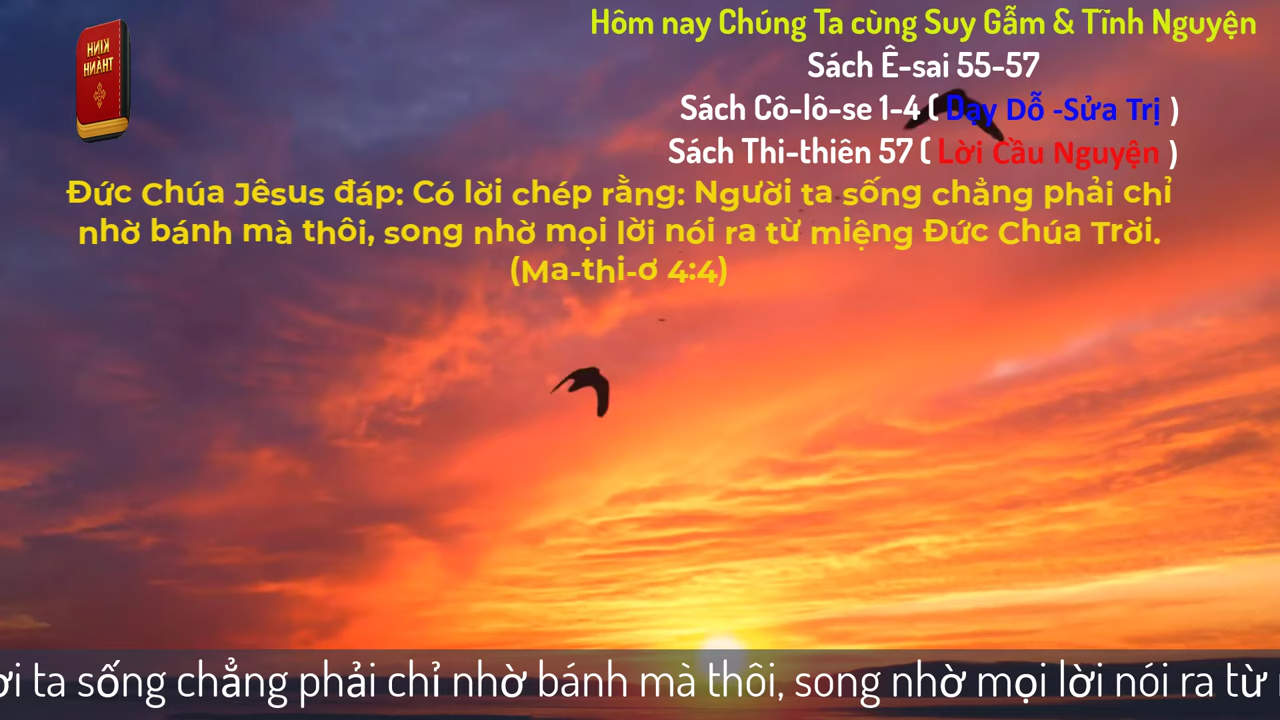 KINH
THÁNH
Hôm nay Chúng Ta cùng Suy Gẫm & Tĩnh Nguyện
Sách Ê-sai 55-57
Sách Cô-lô-se 1-4 ( Dạy Dỗ -Sửa Trị )
Sách Thi-thiên 57 ( Lời Cầu Nguyện )
Đức Chúa Jêsus đáp: Có lời chép rằng: Người ta sống chẳng phải chỉ
nhờ bánh mà thôi, song nhờ mọi lời nói ra từ miệng Đức Chúa Trời.
(Ma-thi-ơ 4:4)
ơi ta sống chẳng phải chỉ nhờ bánh mà thôi, song nhờ mọi lời nói ra từ